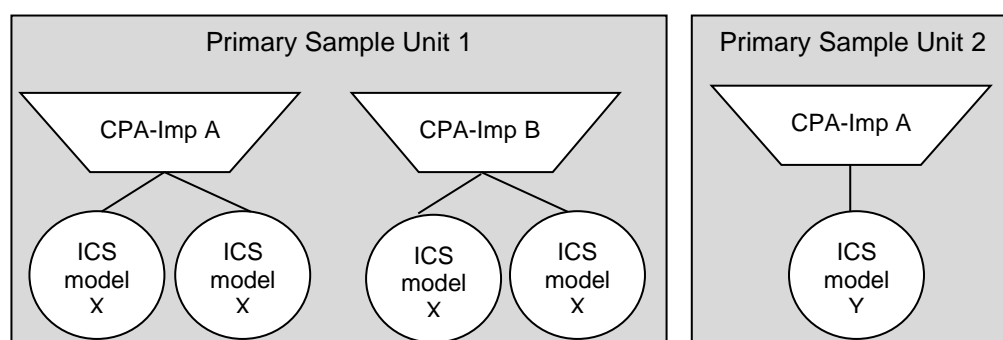 Primary Sample Unit 1
CPA-Imp A
CPA-Imp B
ICS
model
X
ICS
model
X
ICS
model
X
ICS
model
X
Primary Sample Unit 2
CPA-Imp A
ICS
model
Y